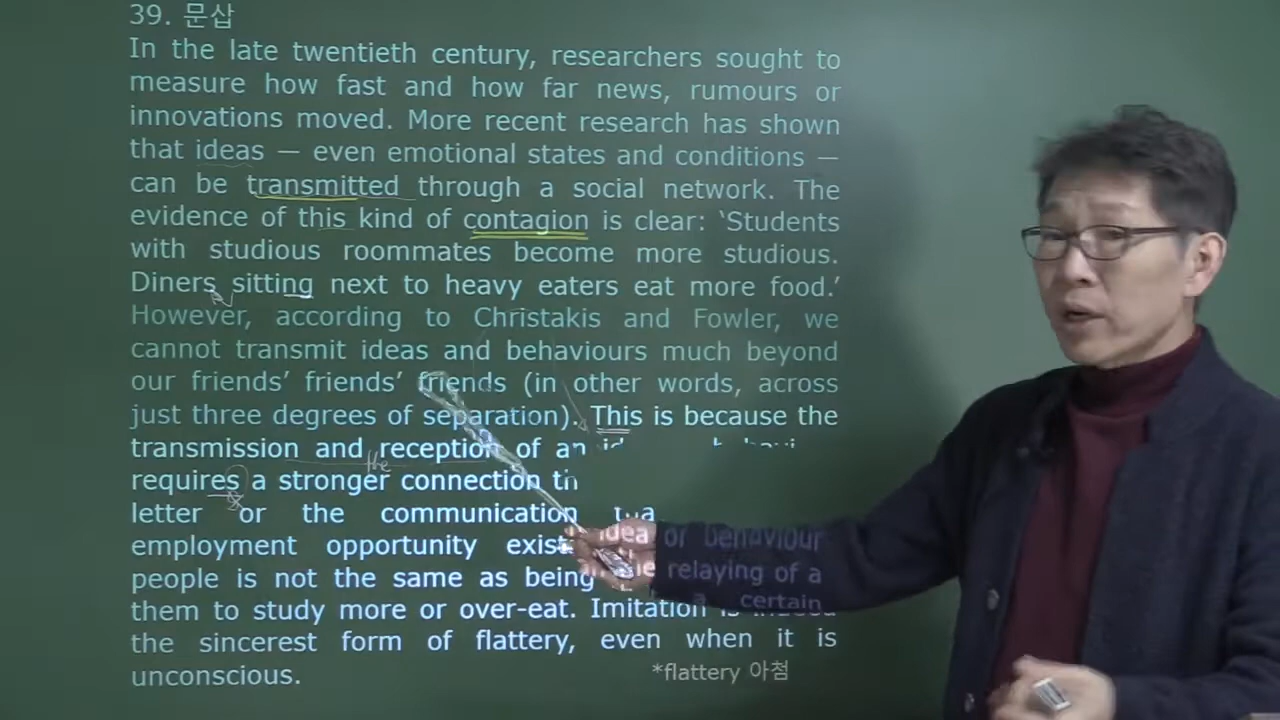 39. 문삽
In the late twentieth century, researchers sought to
measure how fast and how far news, rumours or
innovations moved. More recent research has shown
that ideas — even emotional states and conditions —
can be transmitted through a social network. The
evidence of this kind of contagion is clear: ‘Students
with studious roommates become more studious.
Diners sitting next to heavy eaters eat more food.’
However, according to Christakis and Fowler, we
cannot transmit ideas and behaviours much beyond
our friends’ friends’ friends (in other words, across
just three degrees of separation). This is because the
transmission and reception of an idea or behaviour
the
requires a stronger connection the relaying of a
letter or the communication a certain
employment opportunity
people is not the same as being
them to study more or over-eat. Imitation is indeed
the sincerest form of flattery, even when it is
unconscious.
*flattery 아첨